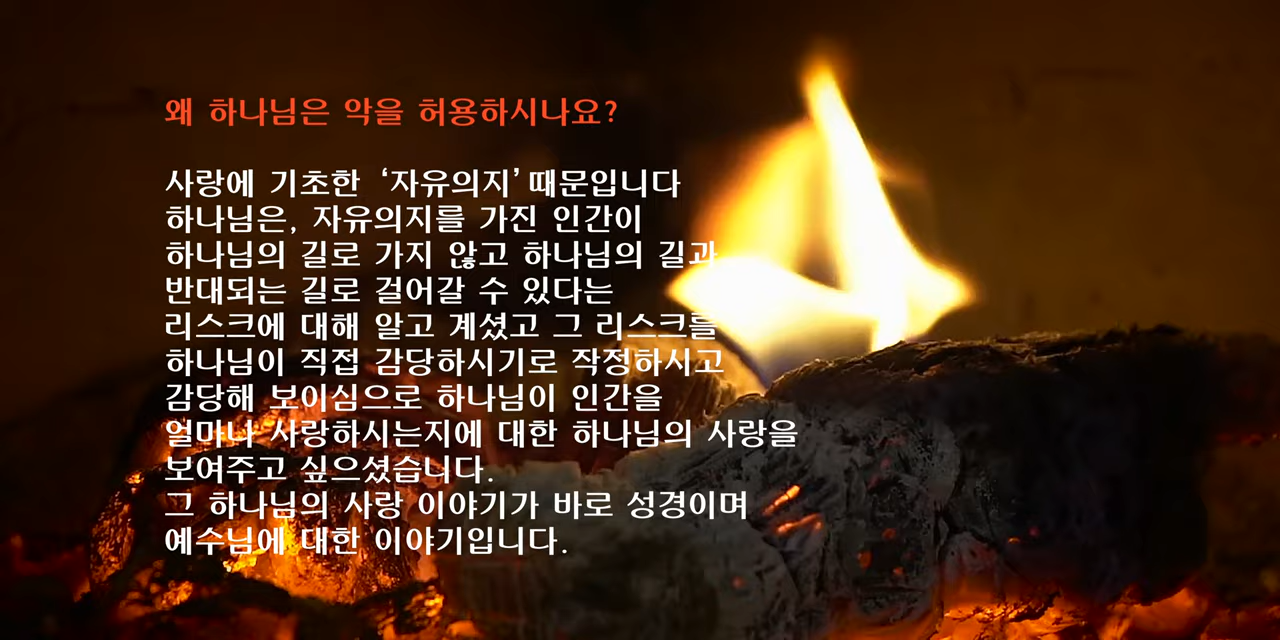 왜 하나님은 악을 허용하시나요?
사랑에 기초한 ‘자유의지’ 때문입니다
하나님은, 자유의지를 가진 인간이
하나님의 길로 가지 않고 하나님의 길과
반대되는 길로 걸어갈 수 있다는
리스크에 대해 알고 계셨고 그 리스크를
하나님이 직접 감당하시기로 작정하시고
감당해 보이심으로 하나님이 인간을
얼마나 사랑하시는지에 대한 하나님의 사랑을
보여주고 싶으셨습니다.
그 하나님의 사랑 이야기가 바로 성경이며
예수님에 대한 이야기입니다.